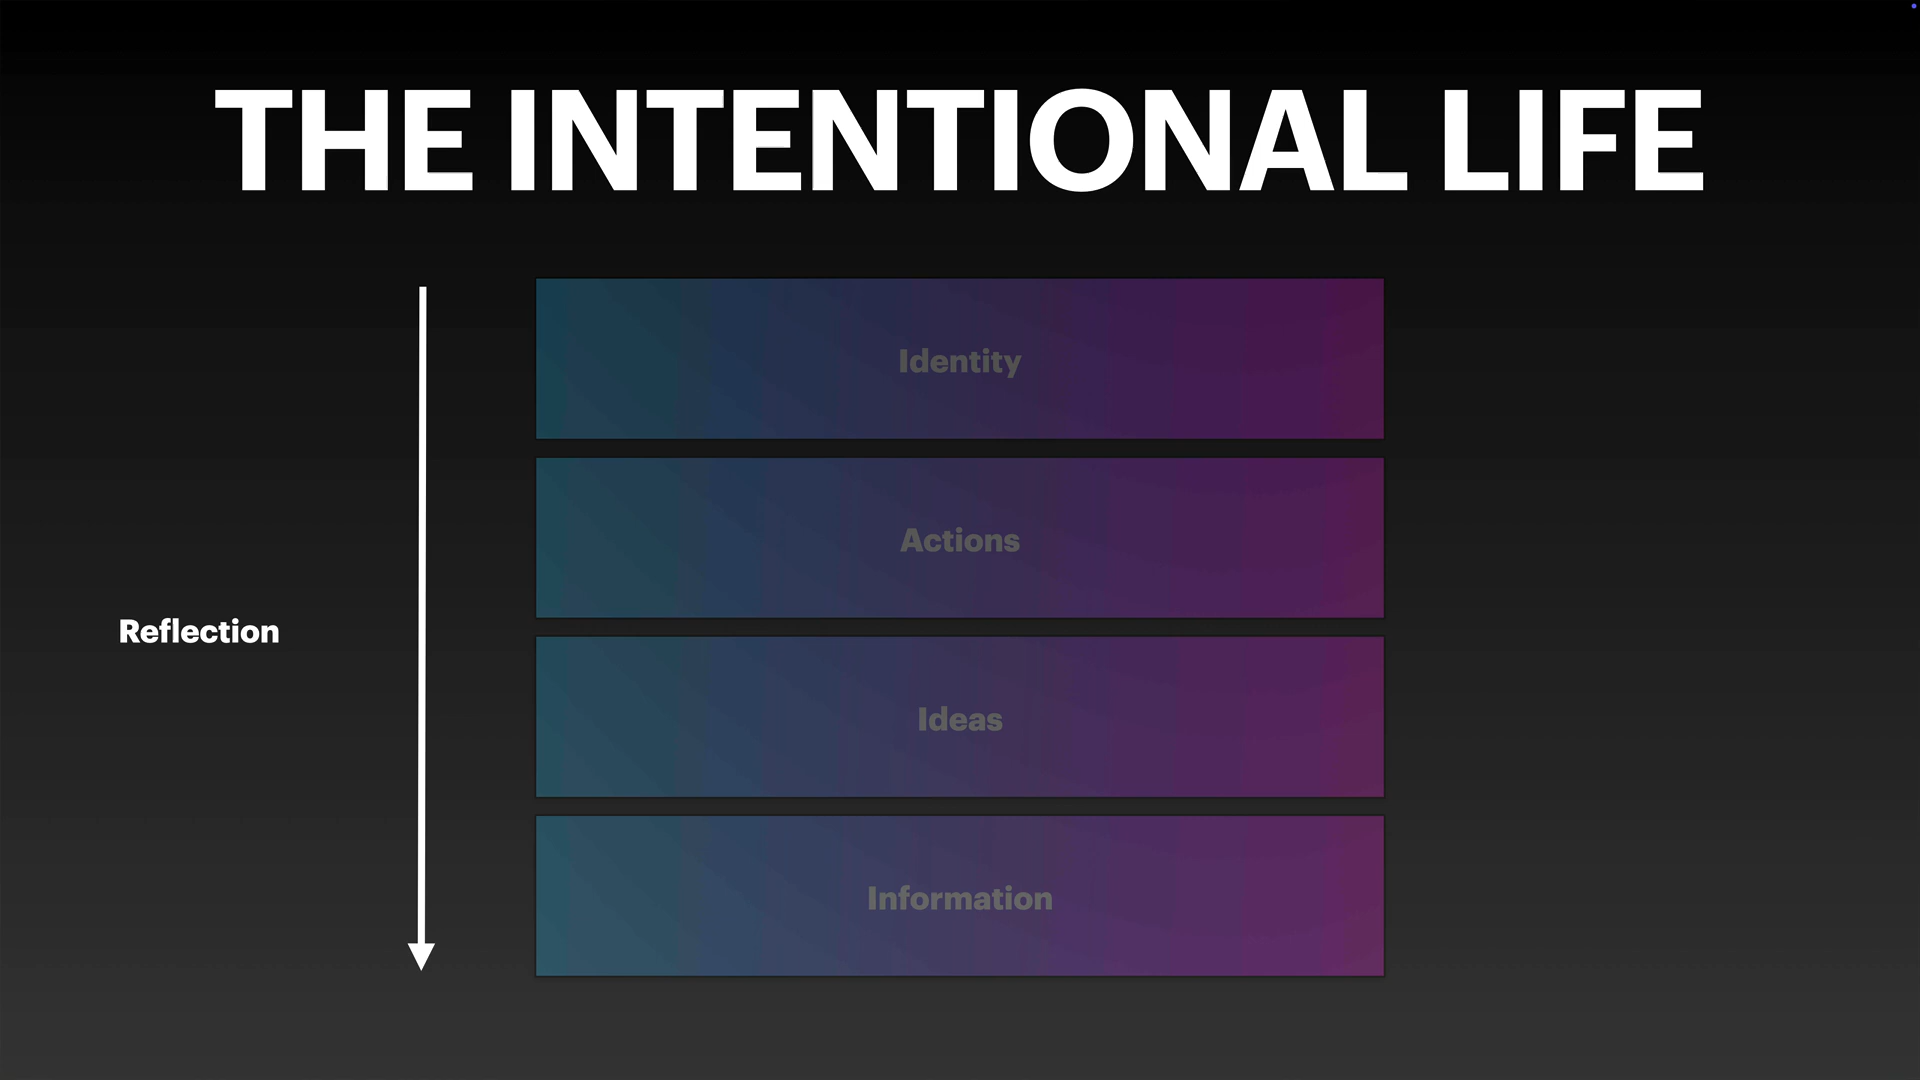 THE INTENTIONAL LIFE
Identity
Actions
Reflection
Ideas
Information